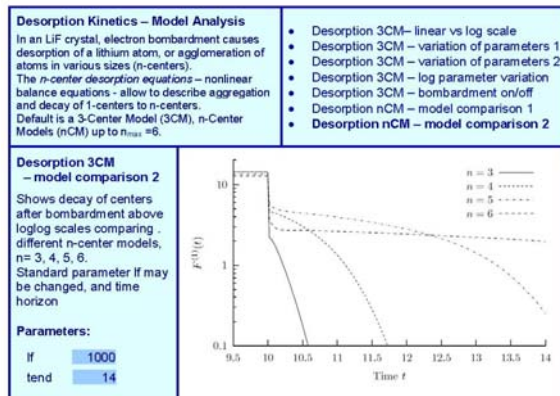 Desorption Kinetics – Model Analysis
In an LiF crystal, electron bombardment causes
desorption of a lithium atom, or agglomeration of
atoms in various sizes (n-centers).
The n-center desorption equations – nonlinear
balance equations - allow to describe aggregation
and decay of 1-centers to n-centers.
Default is a 3-Center Model (3CM), n-Center
Models (nCM) up to nmax =6.
• Desorption 3CM– linear vs log scale
• Desorption 3CM – variation of parameters 1
• Desorption 3CM – variation of parameters 2
• Desorption 3CM – log parameter variation
• Desorption 3CM – bombardment on/off
• Desorption nCM – model comparison 1
• Desorption nCM – model comparison 2
Desorption 3CM
– model comparison 2
Shows decay of centers
after bombardment above
loglog scales comparing .
different n-center models,
n= 3, 4, 5, 6.
Standard parameter If may
be changed, and time
horizon
Parameters:
If 1000
tend 14
F(1)(t)
10
1
0.1
n = 3
n = 4
n = 5
n = 6
9.5 10 10.5 11 11.5 12 12.5 13 13.5 14
Time t